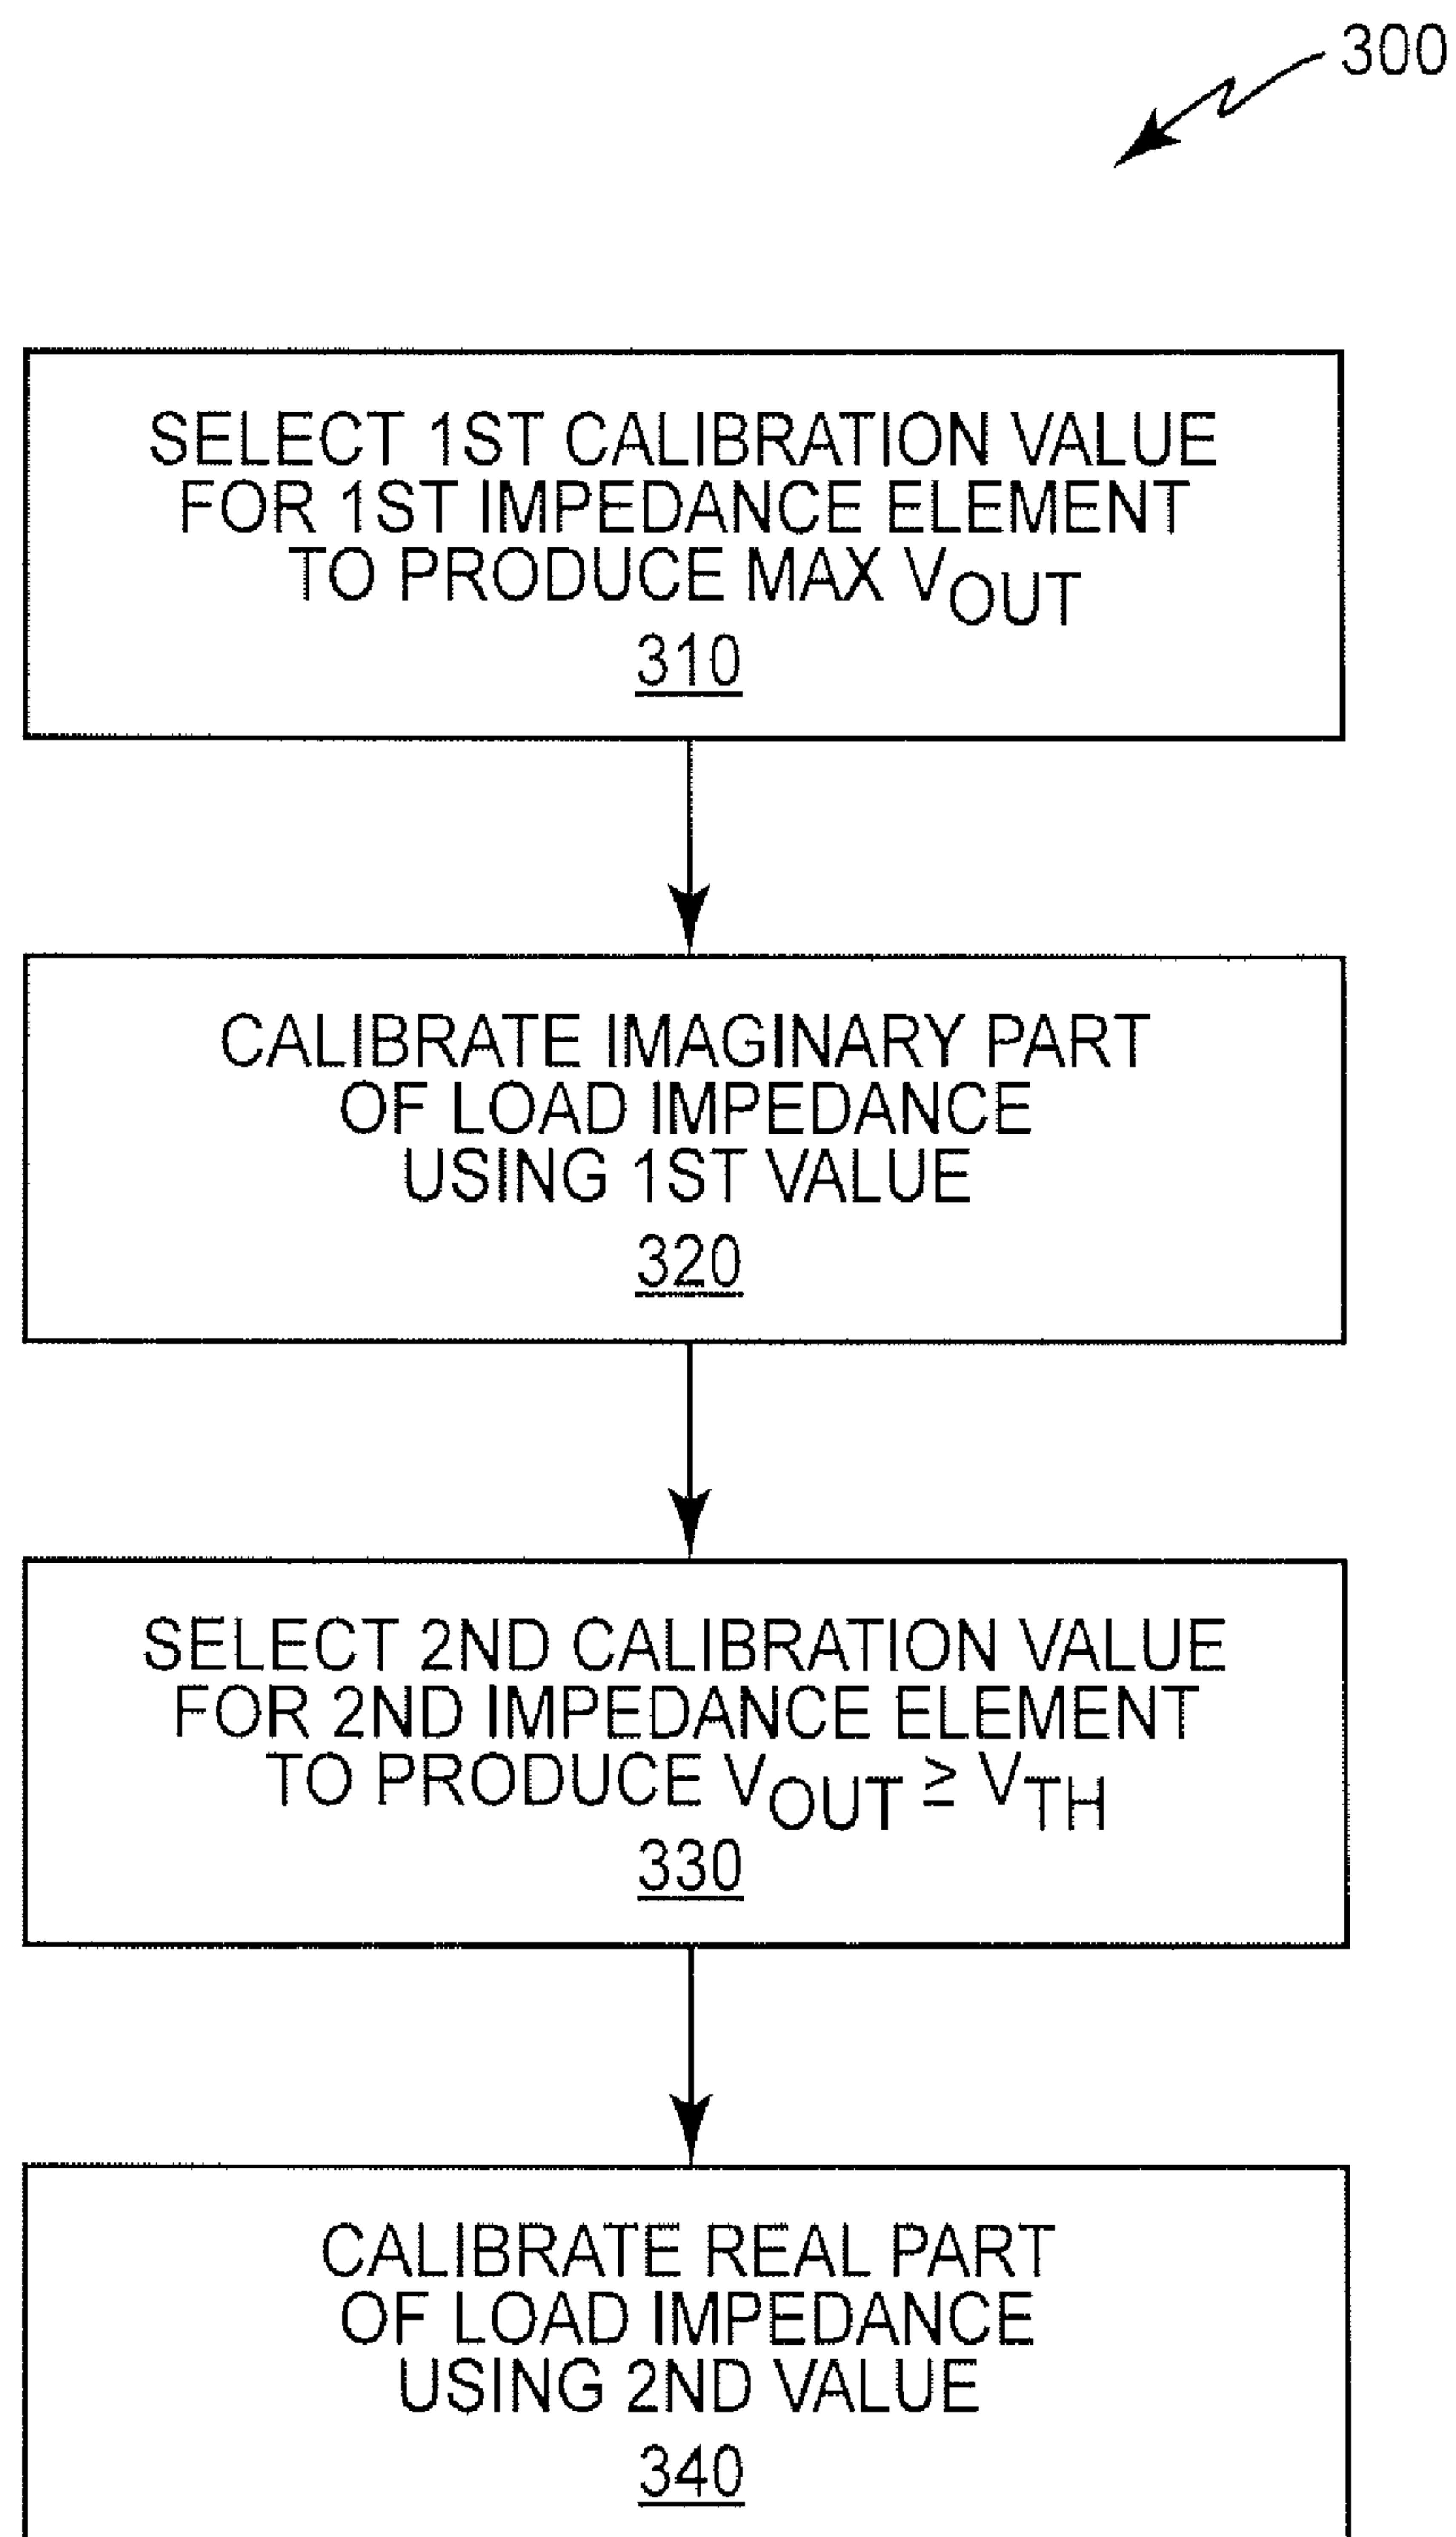 300
SELECT 1ST CALIBRATION VALUE
FOR 1ST IMPEDANCE ELEMENT
TO PRODUCE MAX VOUT
310
CALIBRATE IMAGINARY PART
OF LOAD IMPEDANCE
USING 1ST VALUE
320
SELECT 2ND CALIBRATION VALUE
FOR 2ND IMPEDANCE ELEMENT
TO PRODUCE VOUT ≥ VTH
330
CALIBRATE REAL PART
OF LOAD IMPEDANCE
USING 2ND VALUE
340